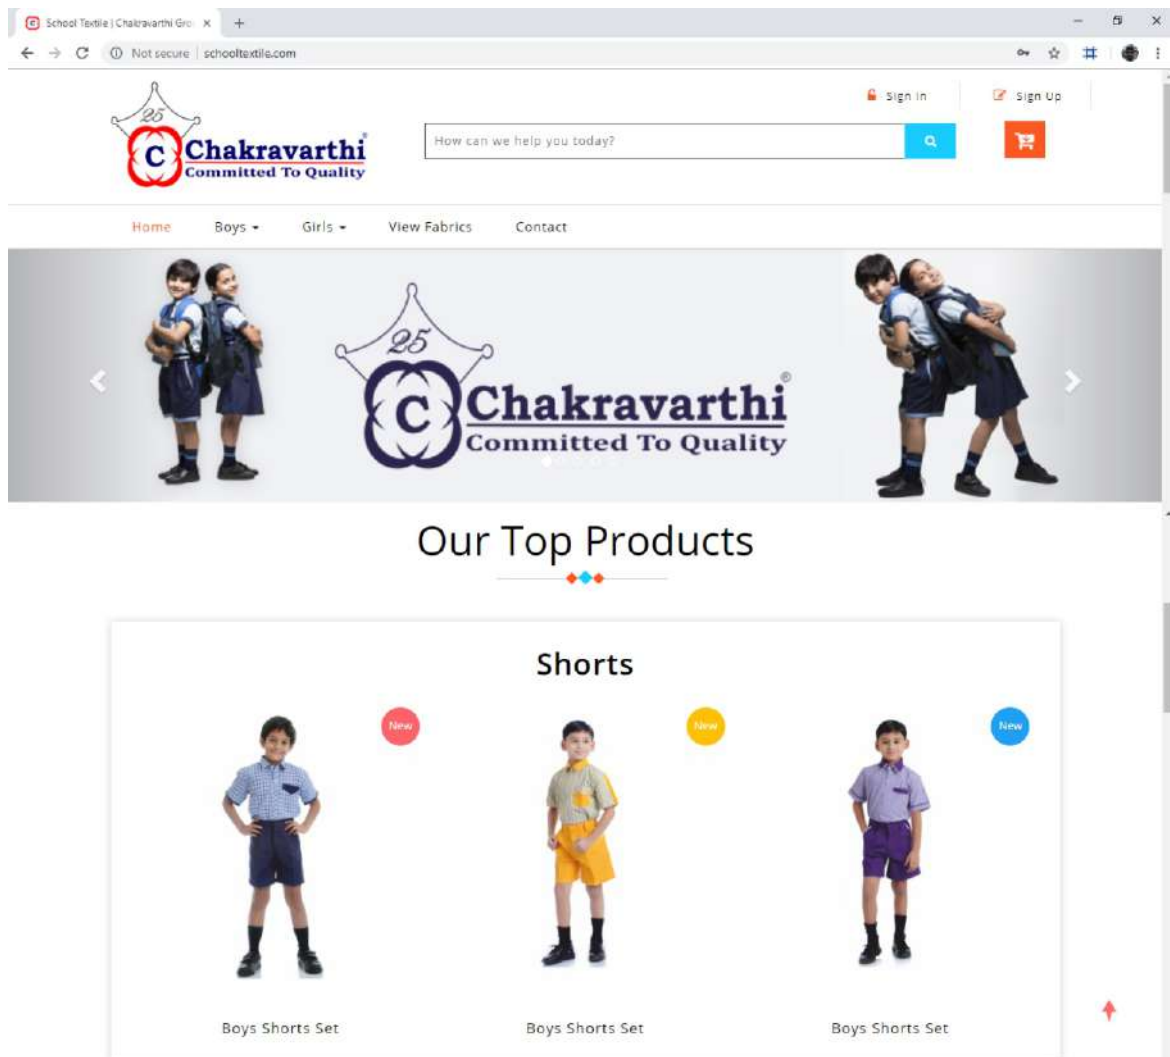 School Textile | Chakravarthi Gro
Not secure | schooltextile.com
Sign In
Sign Up
25
C Chakravarthi®
Committed To Quality
How can we help you today?
Home Boys Girls View Fabrics Contact
25
C Chakravarthi®
Committed To Quality
Our Top Products
Shorts
New New New
Boys Shorts Set Boys Shorts Set Boys Shorts Set